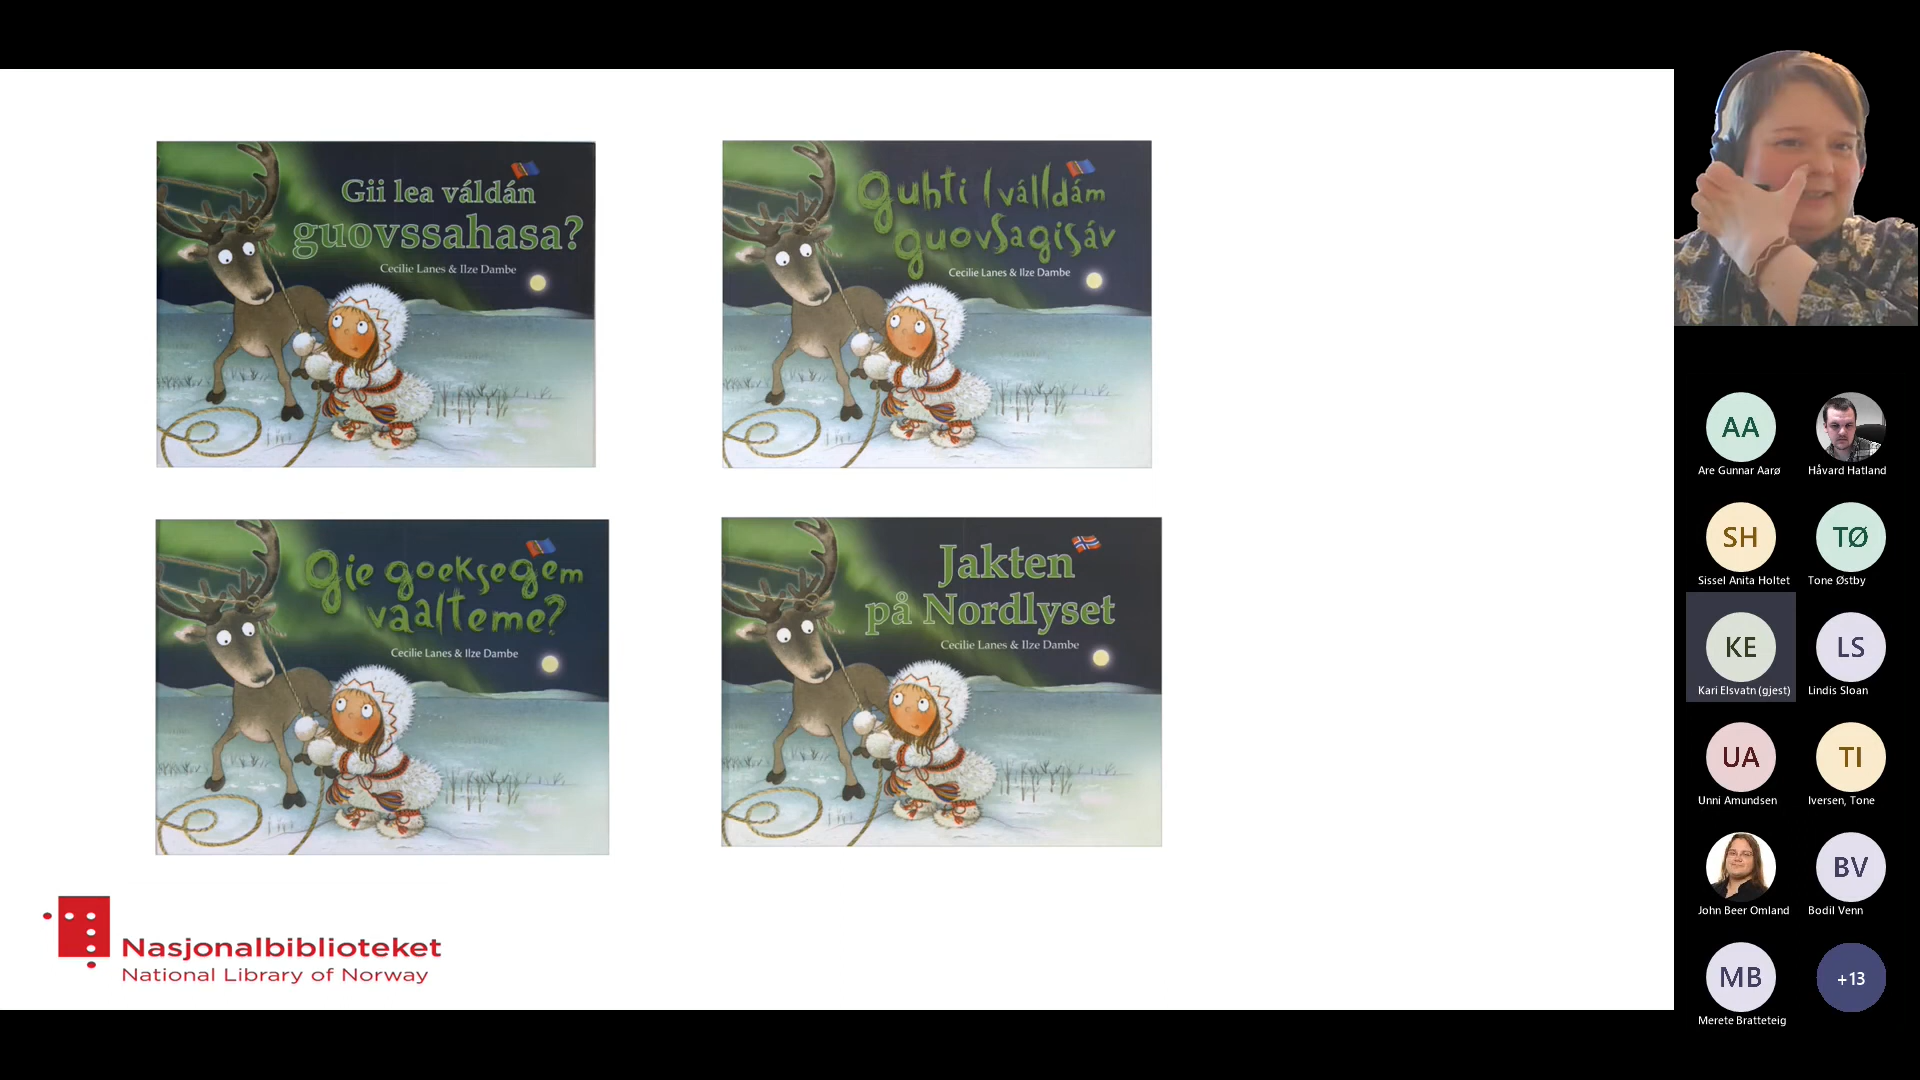 Gii lea váldán
guovssahasa?
Cecilie Lanes & Ilze Dambe
Guhti l válldám
guovsagisáv
Cecilie Lanes & Ilze Dambe
Gie goeksegem
vaalteme?
Cecilie Lanes & Ilze Dambe
Jakten
på Nordlyset
Cecilie Lanes & Ilze Dambe
Nasjonalbiblioteket
National Library of Norway
AA
Are Gunnar Aarø
Håvard Hatland
SH
Sissel Anita Holtet
TØ
Tone Østby
KE
Kari Elsvatn (gjest)
LS
Lindis Sloan
UA
Unni Amundsen
TI
Iversen, Tone
John Beer Omland
BV
Bodil Venn
MB
Merete Bratteteig
+13